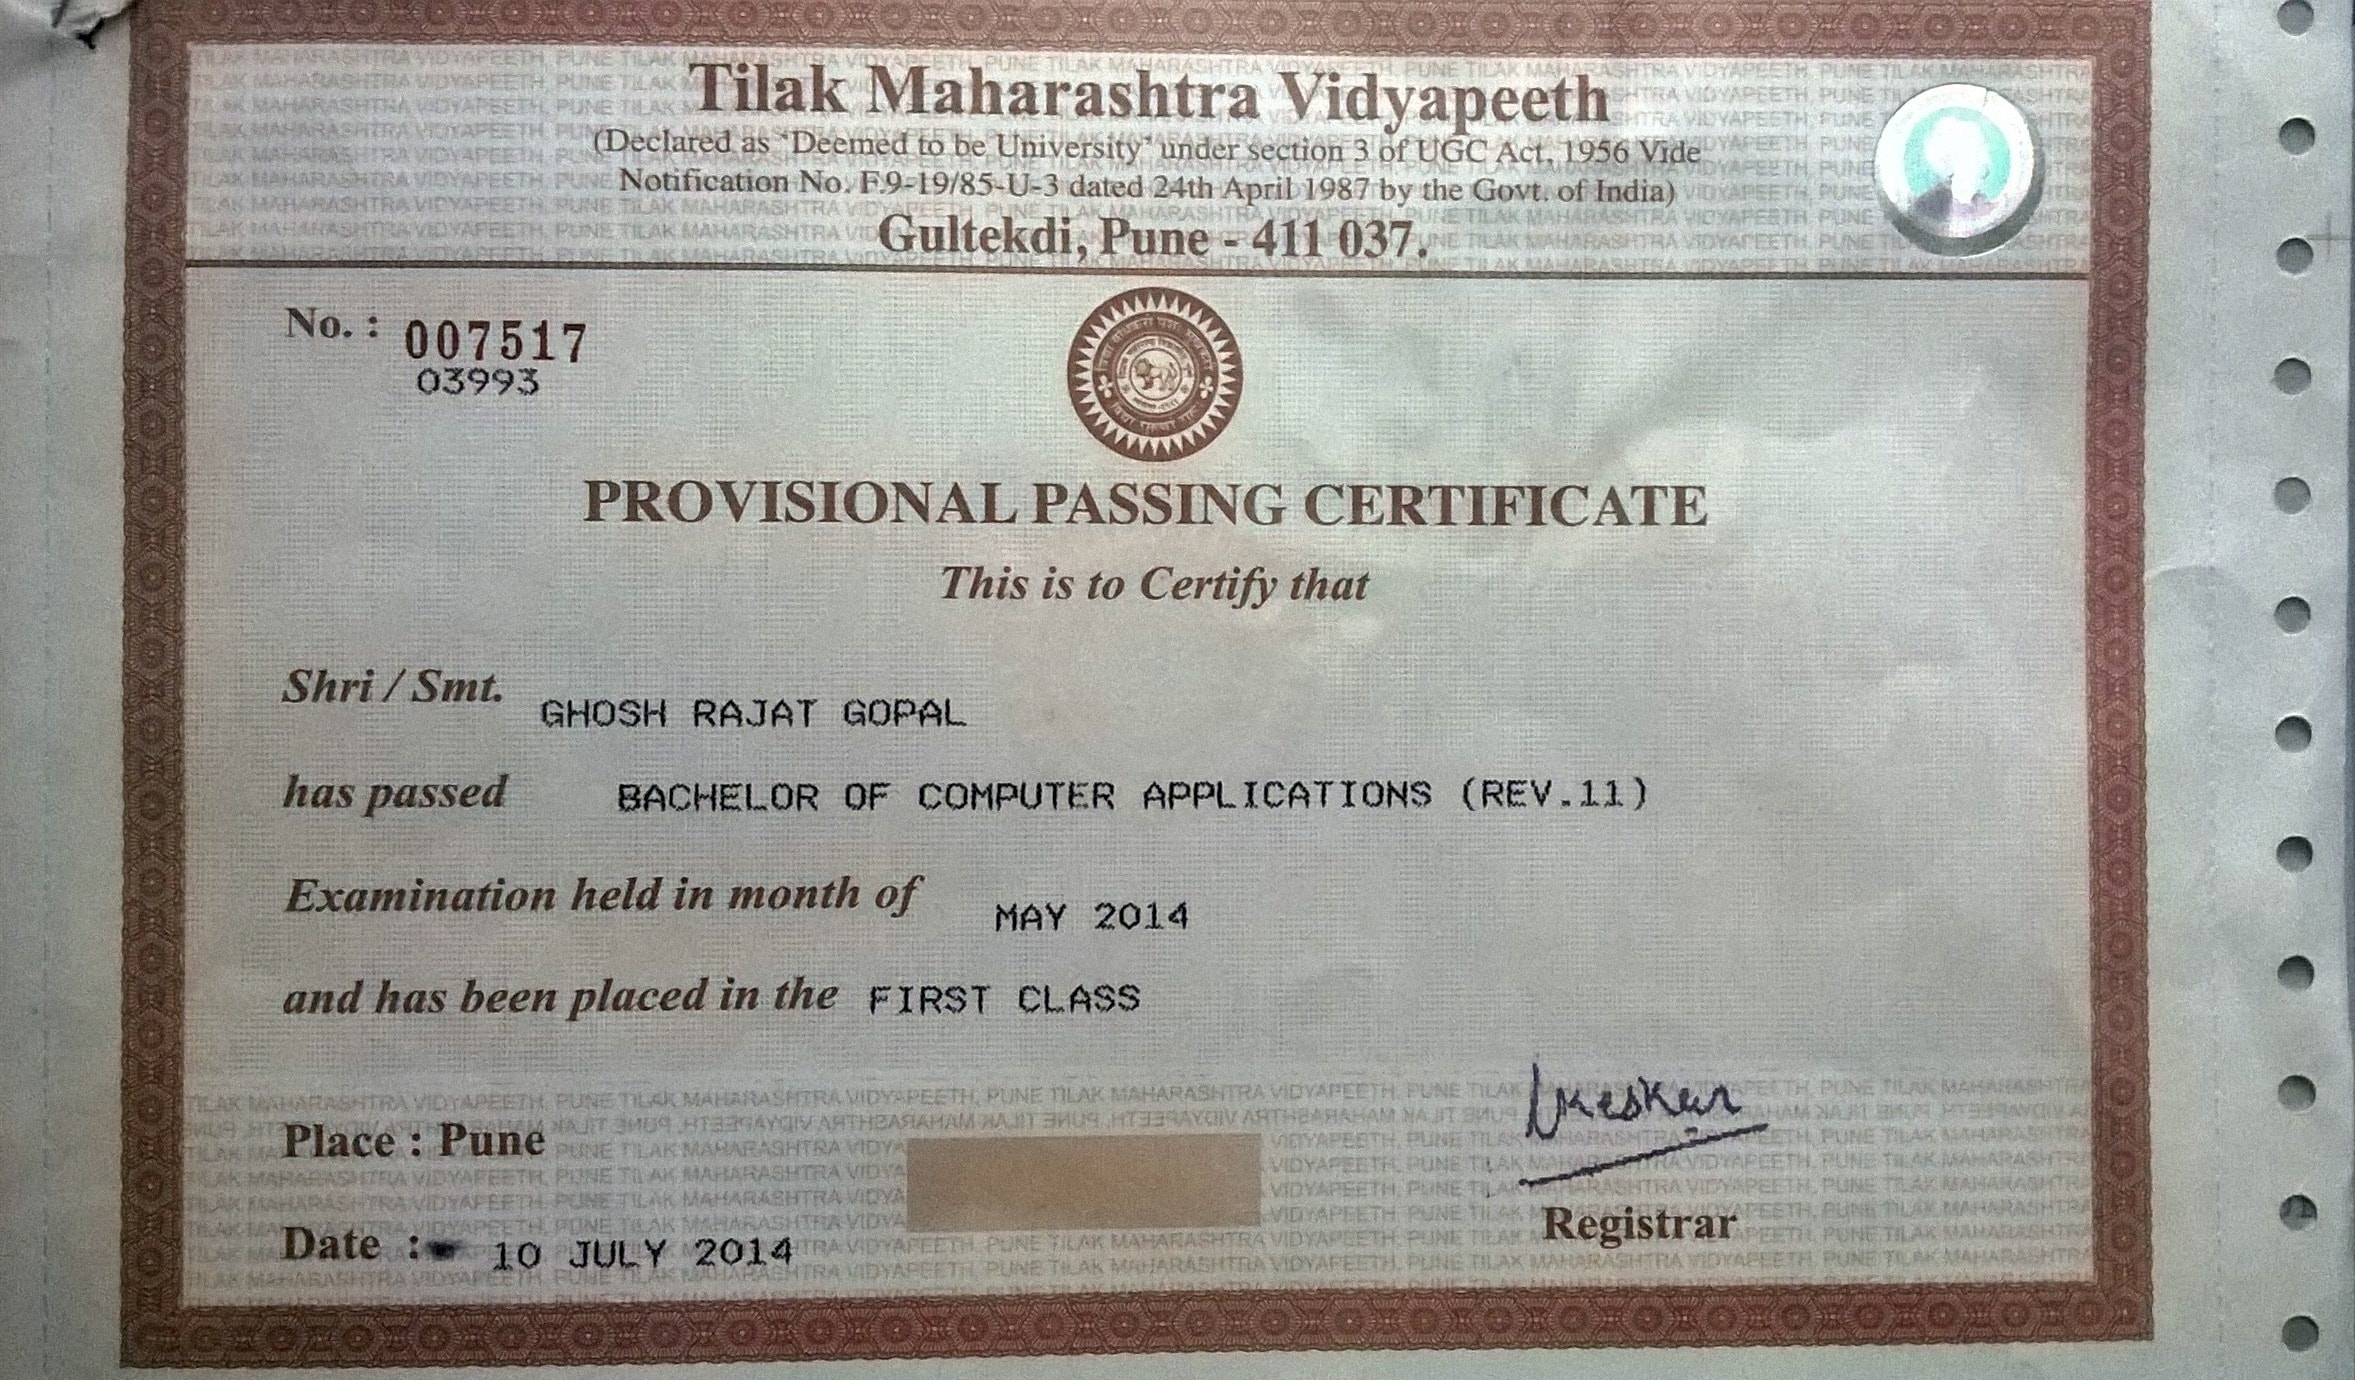 Tilak Maharashtra Vidyapeeth
(Declared as 'Deemed to be University' under section 3 of UGC Act, 1956 Vide
Notification No. F.9-19/85-U-3 dated 24th April 1987 by the Govt. of India)
Gultekdi, Pune - 411 037.
No. : 007517
03993
PROVISIONAL PASSING CERTIFICATE
This is to Certify that
Shri / Smt. GHOSH RAJAT GOPAL
has passed BACHELOR OF COMPUTER APPLICATIONS (REV.11)
Examination held in month of MAY 2014
and has been placed in the FIRST CLASS
Place : Pune
Date : 10 JULY 2014
Registrar